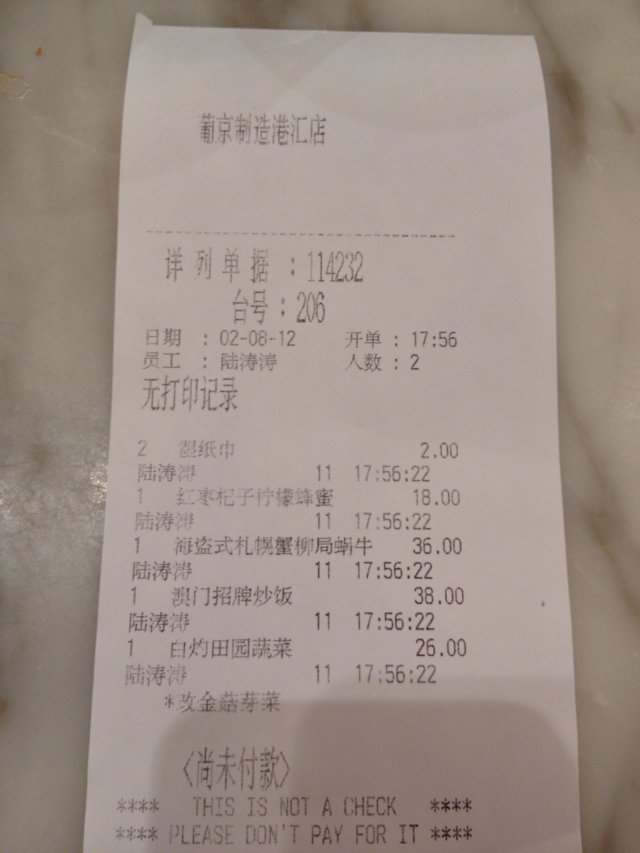 葡京制造港汇店
详列单据 : 114232
台号 : 206
日期 : 02-08-12 开单 : 17:56
员工 : 陆涛涛 人数 : 2
无打印记录
2 湿纸巾 2.00
陆涛涛 11 17:56:22
1 红枣杞子柠檬蜂蜜 18.00
陆涛涛 11 17:56:22
1 海盗式札幌蟹柳局蜗牛 36.00
陆涛涛 11 17:56:22
1 澳门招牌炒饭 38.00
陆涛涛 11 17:56:22
1 白灼田园蔬菜 26.00
陆涛涛 11 17:56:22
*改金菇芽菜
〈尚未付款〉
**** THIS IS NOT A CHECK ****
**** PLEASE DON'T PAY FOR IT ****